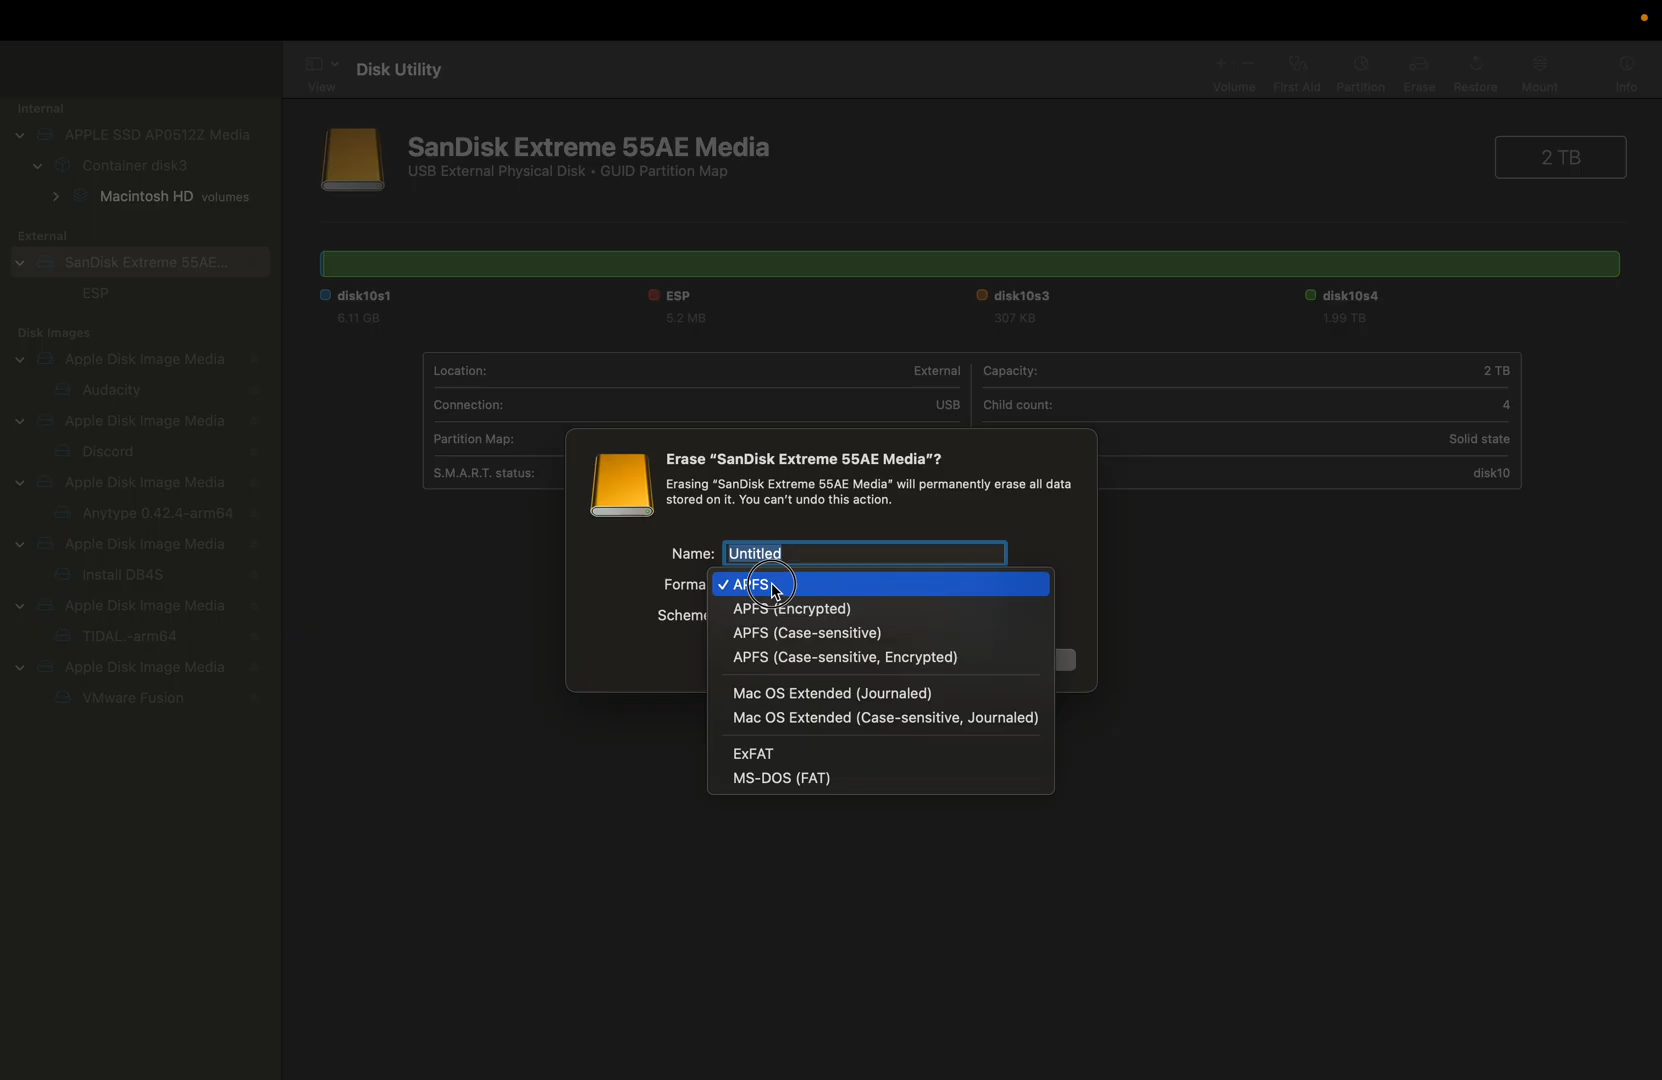 View
Disk Utility
Volume
First Aid
Partition
Erase
Restore
Mount
Info
Internal
APPLE SSD AP0512Z Media
Container disk3
Macintosh HD volumes
External
SanDisk Extreme 55AE...
ESP
Disk Images
Apple Disk Image Media
Audacity
Apple Disk Image Media
Discord
Apple Disk Image Media
Anytype 0.42.4-arm64
Apple Disk Image Media
Install DB4S
Apple Disk Image Media
TIDAL.-arm64
Apple Disk Image Media
VMware Fusion
SanDisk Extreme 55AE Media
USB External Physical Disk • GUID Partition Map
2 TB
disk10s1
6.11 GB
ESP
5.2 MB
disk10s3
307 KB
disk10s4
1.99 TB
Location: External
Capacity: 2 TB
Connection: USB
Child count: 4
Partition Map:
Solid state
S.M.A.R.T. status:
disk10
Erase “SanDisk Extreme 55AE Media”?
Erasing “SanDisk Extreme 55AE Media” will permanently erase all data
stored on it. You can’t undo this action.
Name: Untitled
Forma
✓ APFS
APFS (Encrypted)
Scheme
APFS (Case-sensitive)
APFS (Case-sensitive, Encrypted)
Mac OS Extended (Journaled)
Mac OS Extended (Case-sensitive, Journaled)
ExFAT
MS-DOS (FAT)